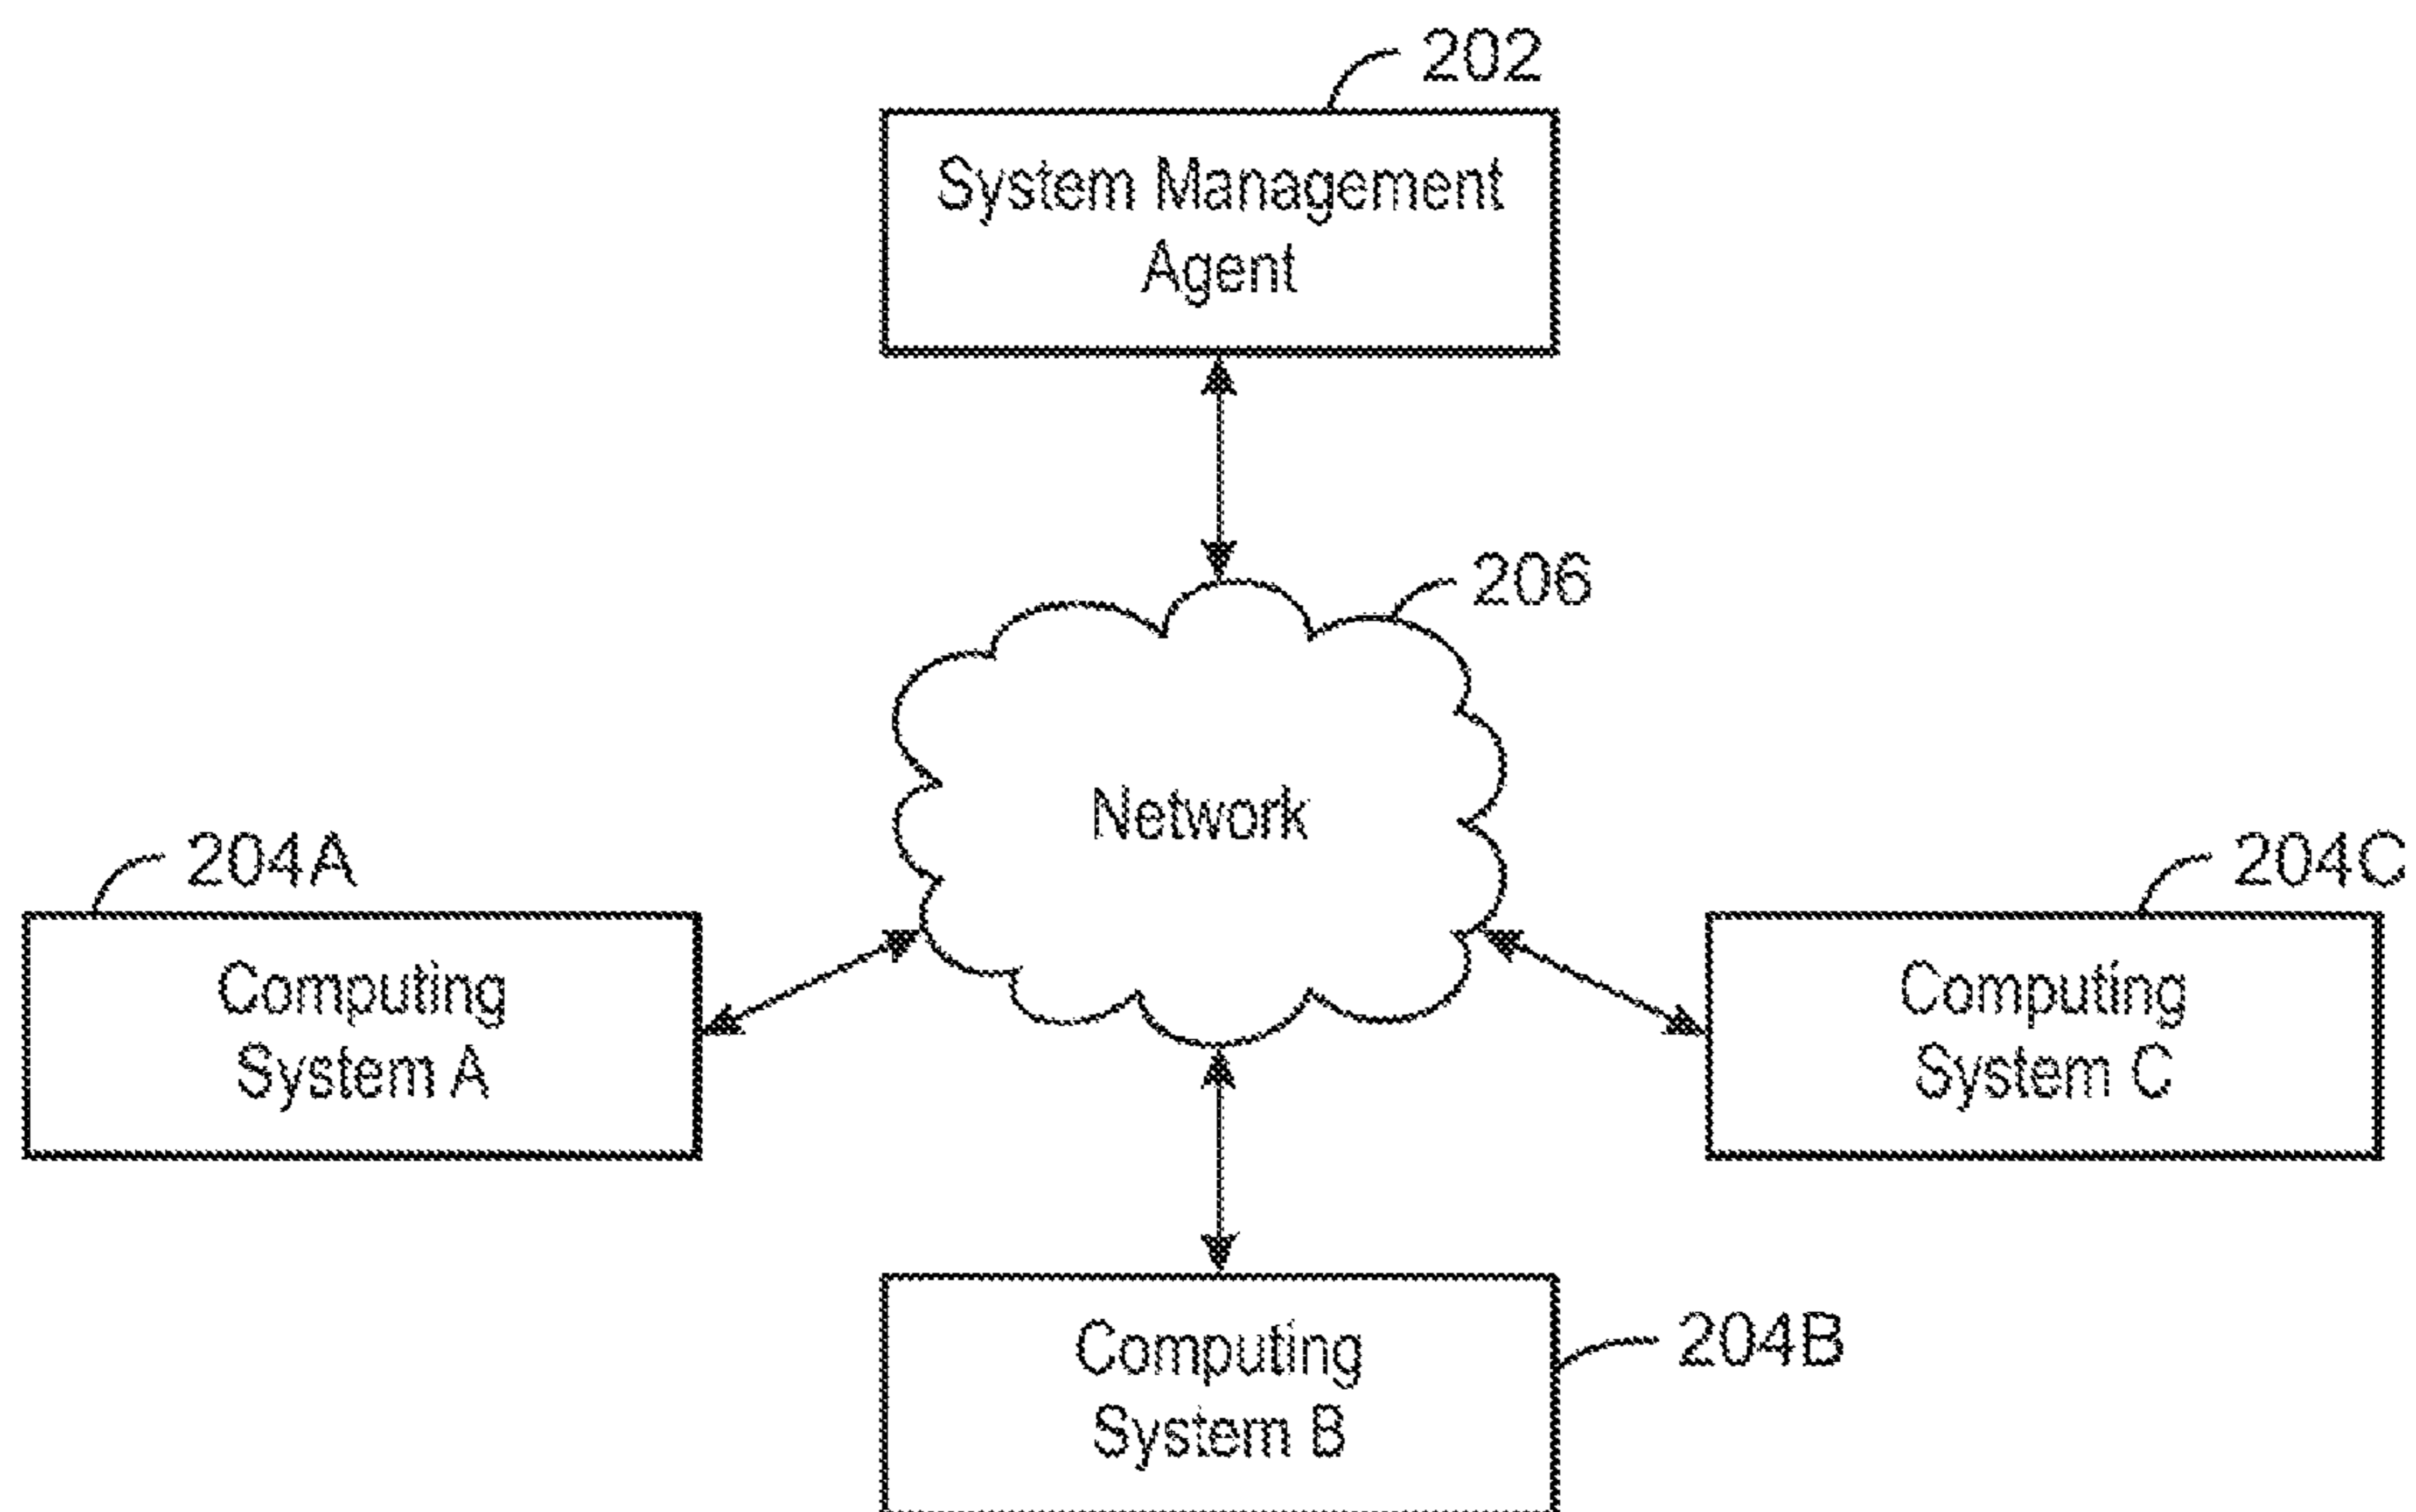 202
System Management
Agent
206
Network
204A
Computing
System A
204C
Computing
System C
Computing
System B
204B